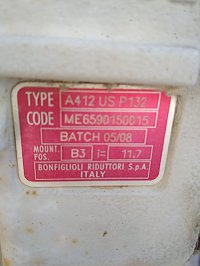 TYPE A412 US P132
CODE ME6590150015
BATCH 05/08
MOUNT. POS. B3 i= 11.7
BONFIGLIOLI RIDUTTORI S.p.A.
ITALY